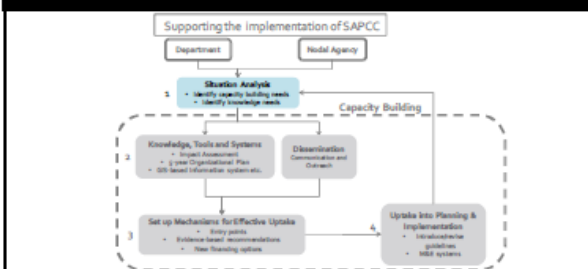 Supporting the implementation of SAPCC
Department
Nodal Agency
1
Situation Analysis
• Identify capacity building needs
• Identify knowledge needs
Capacity Building
2
Knowledge, Tools and Systems
• Impact Assessment
• 5-year Organizational Plan
• GIS-based information system etc.
Dissemination
Communication and
Outreach
3
Set up Mechanisms for Effective Uptake
• Entry points
• Evidence-based recommendations
• New financing options
4
Uptake into Planning &
Implementation
• Introduce/revise
guidelines
• M&E systems